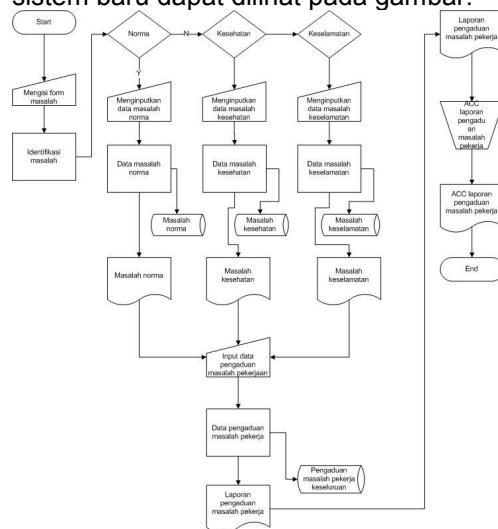 sistem baru dapat dilihat pada gambar:
Start
Mengisi form
masalah
Identifikasi
masalah
Norma
N
Kesehatan
Keselamatan
Y
Menginputkan
data masalah
norma
Menginputkan
data masalah
kesehatan
Menginputkan
data masalah
keselamatan
Data masalah
norma
Data masalah
kesehatan
Data masalah
keselamatan
Masalah
norma
Masalah
kesehatan
Masalah
keselamatan
Masalah norma
Masalah
kesehatan
Masalah
keselamatan
Input data
pengaduan
masalah pekerjaan
Data pengaduan
masalah pekerja
Pengaduan
masalah pekerja
keseluruan
Laporan
pengaduan
masalah pekerja
Laporan
pengaduan
masalah pekerja
ACC
laporan
pengadu
an
masalah
pekerja
ACC laporan
pengaduan
masalah pekerja
End